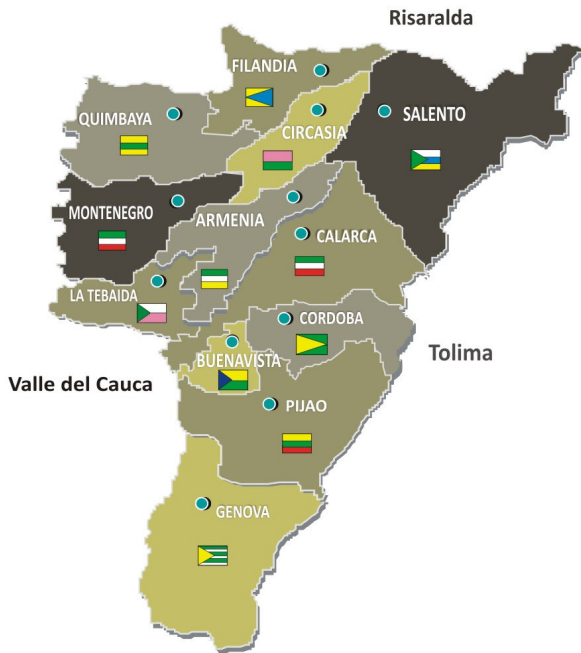 Risaralda
FILANDIA
QUIMBAYA
CIRCASIA
SALENTO
MONTENEGRO
ARMENIA
CALARCA
LA TEBAIDA
CORDOBA
BUENAVISTA
Tolima
Valle del Cauca
PIJAO
GENOVA